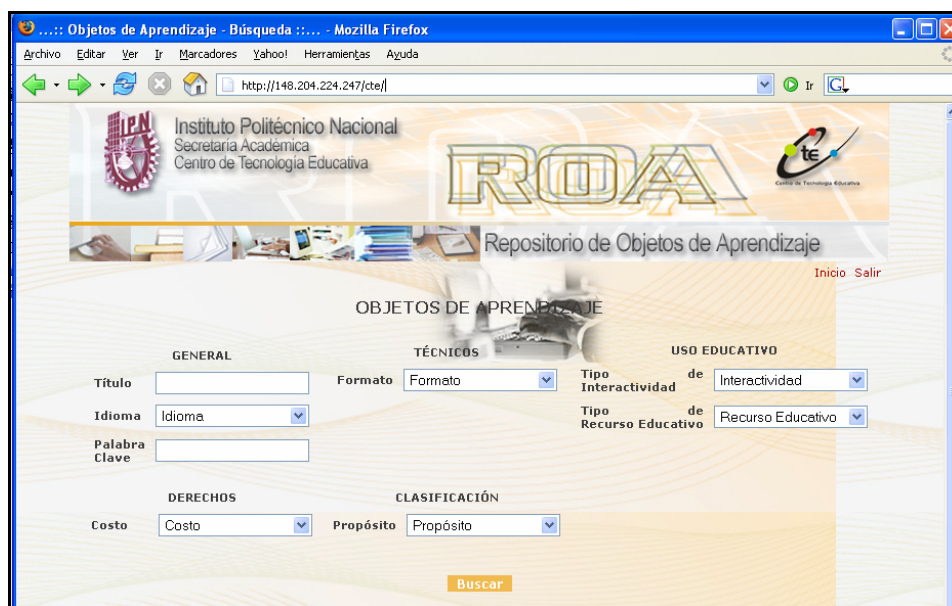 ...:: Objetos de Aprendizaje - Búsqueda ::... - Mozilla Firefox
Archivo Editar Ver Ir Marcadores Yahoo! Herramientas Ayuda
http://148.204.224.247/cte/ Ir G
IPN
Instituto Politécnico Nacional
Secretaria Académica
Centro de Tecnología Educativa
ROA
cte
Centro de Tecnología Educativa
Repositorio de Objetos de Aprendizaje
Inicio Salir
OBJETOS DE APRENDIZAJE
GENERAL
Título
Idioma Idioma
Palabra
Clave
TÉCNICOS
Formato Formato
USO EDUCATIVO
Tipo de
Interactividad Interactividad
Tipo de
Recurso Educativo Recurso Educativo
DERECHOS
Costo Costo
CLASIFICACIÓN
Propósito Propósito
Buscar